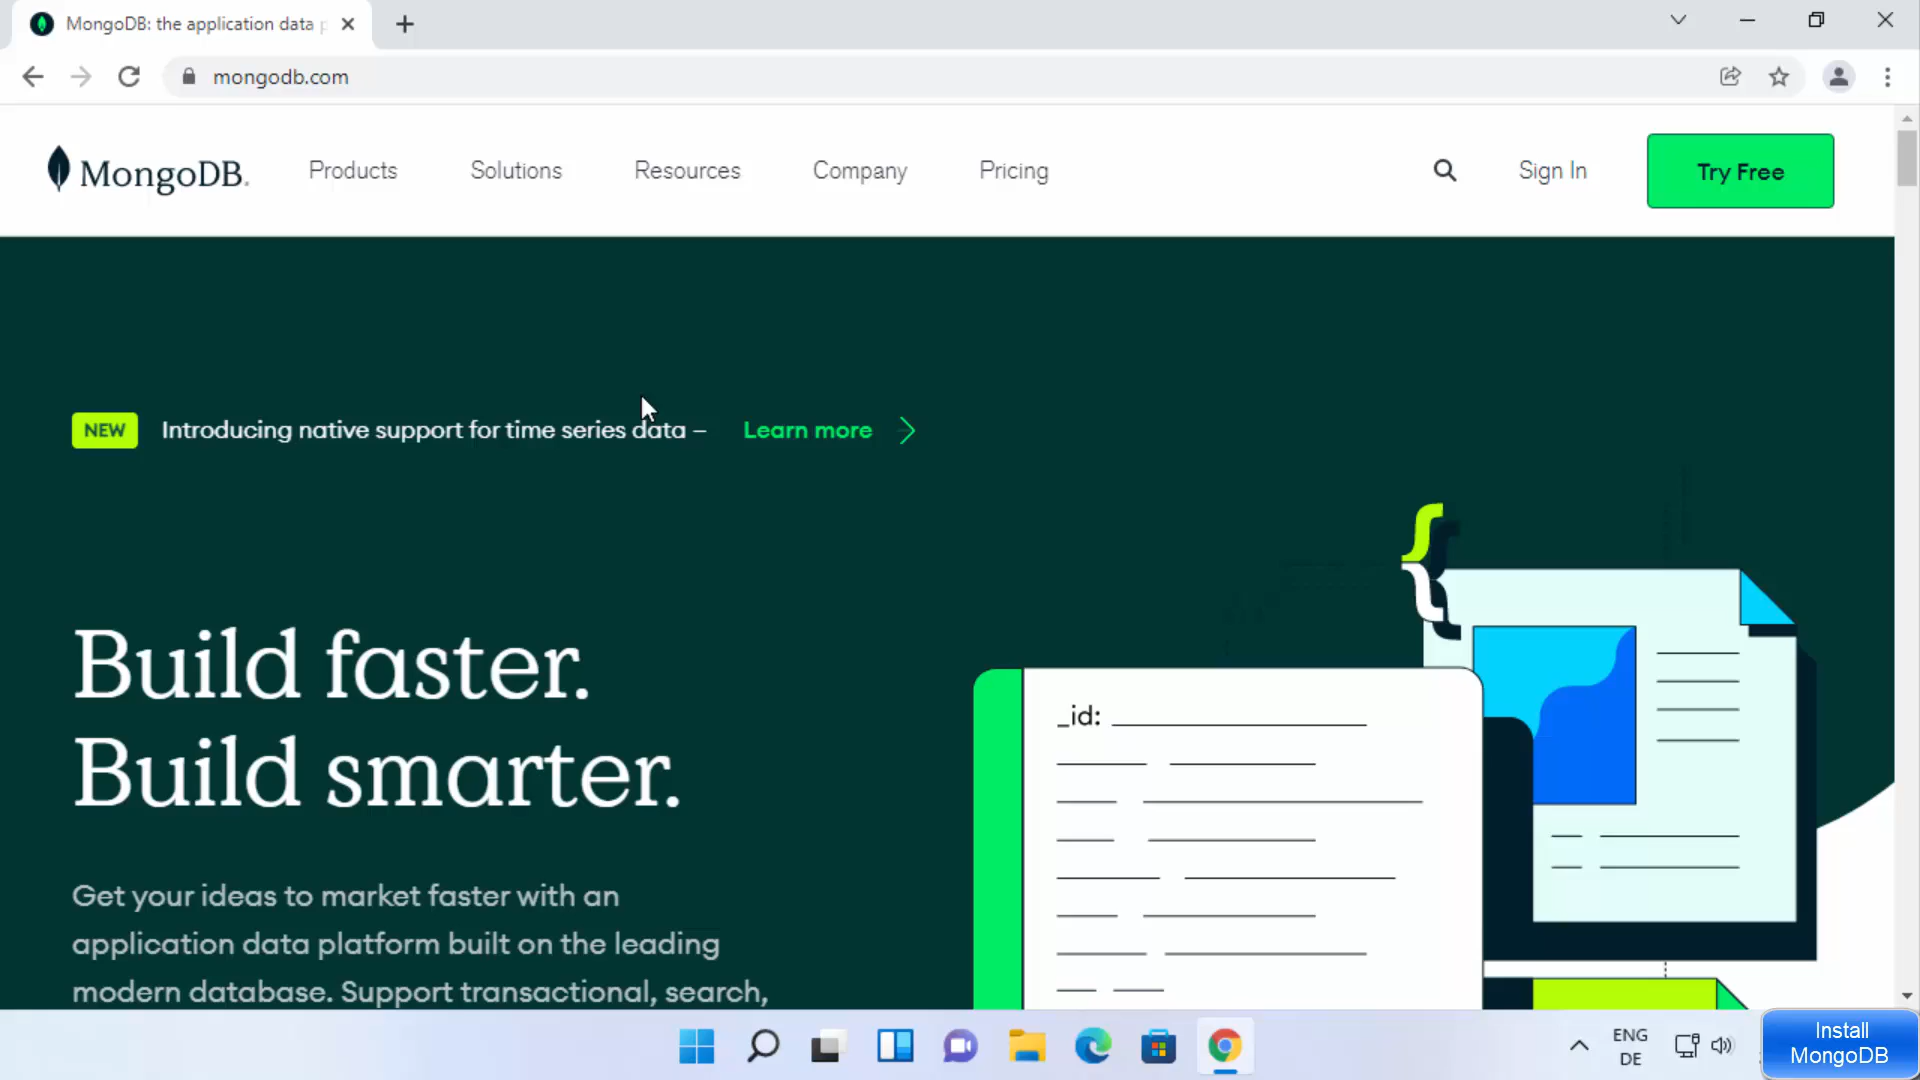 MongoDB: the application data p
mongodb.com
MongoDB.
Products
Solutions
Resources
Company
Pricing
Sign In
Try Free
NEW
Introducing native support for time series data –
Learn more
Build faster.
Build smarter.
Get your ideas to market faster with an
application data platform built on the leading
modern database. Support transactional, search,
_id:
ENG
DE
Install
MongoDB